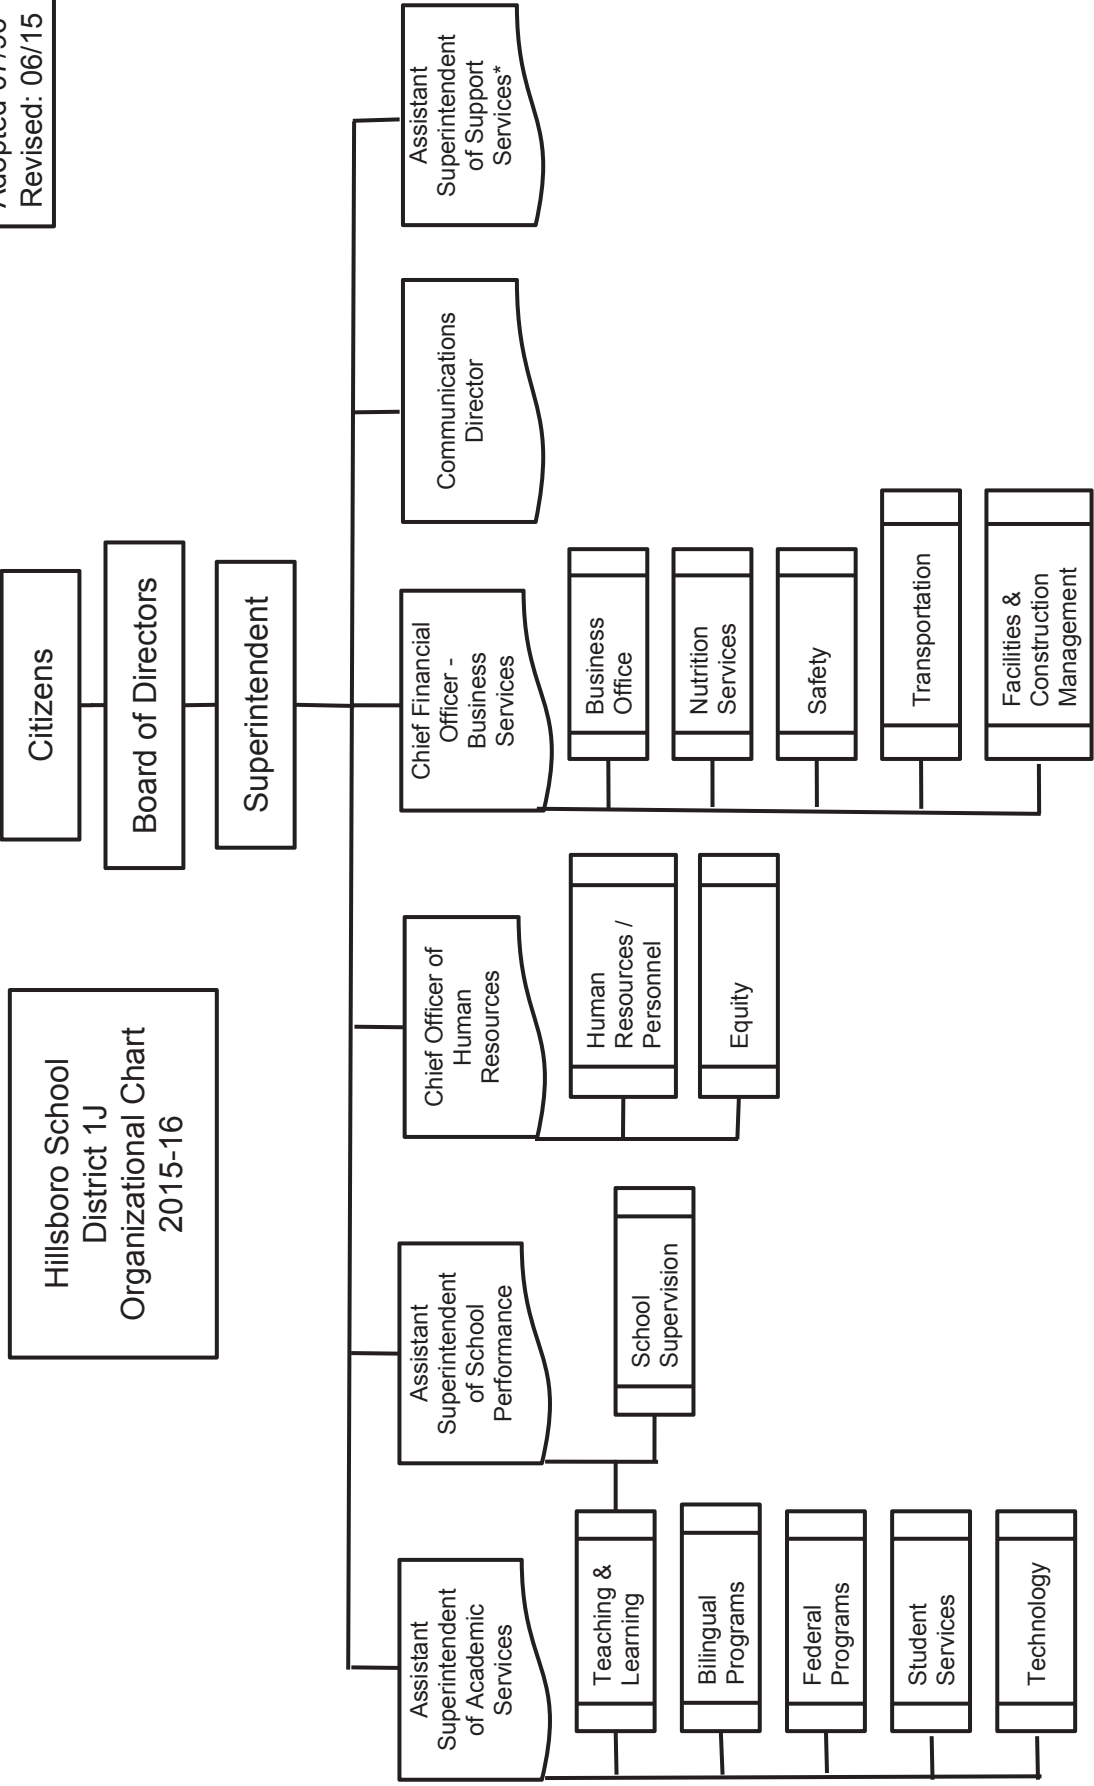 Hillsboro School
District 1J
Organizational Chart
2015-16
Adopted
Revised: 06/15
Citizens
Board of Directors
Superintendent
Assistant
Superintendent
of Academic
Services
Teaching &
Learning
Bilingual
Programs
Federal
Programs
Student
Services
Technology
Assistant
Superintendent
of School
Performance
School
Supervision
Chief Officer of
Human
Resources
Human
Resources /
Personnel
Equity
Chief Financial
Officer -
Business
Services
Business
Office
Nutrition
Services
Safety
Transportation
Facilities &
Construction
Management
Communications
Director
Assistant
Superintendent
of Support
Services*